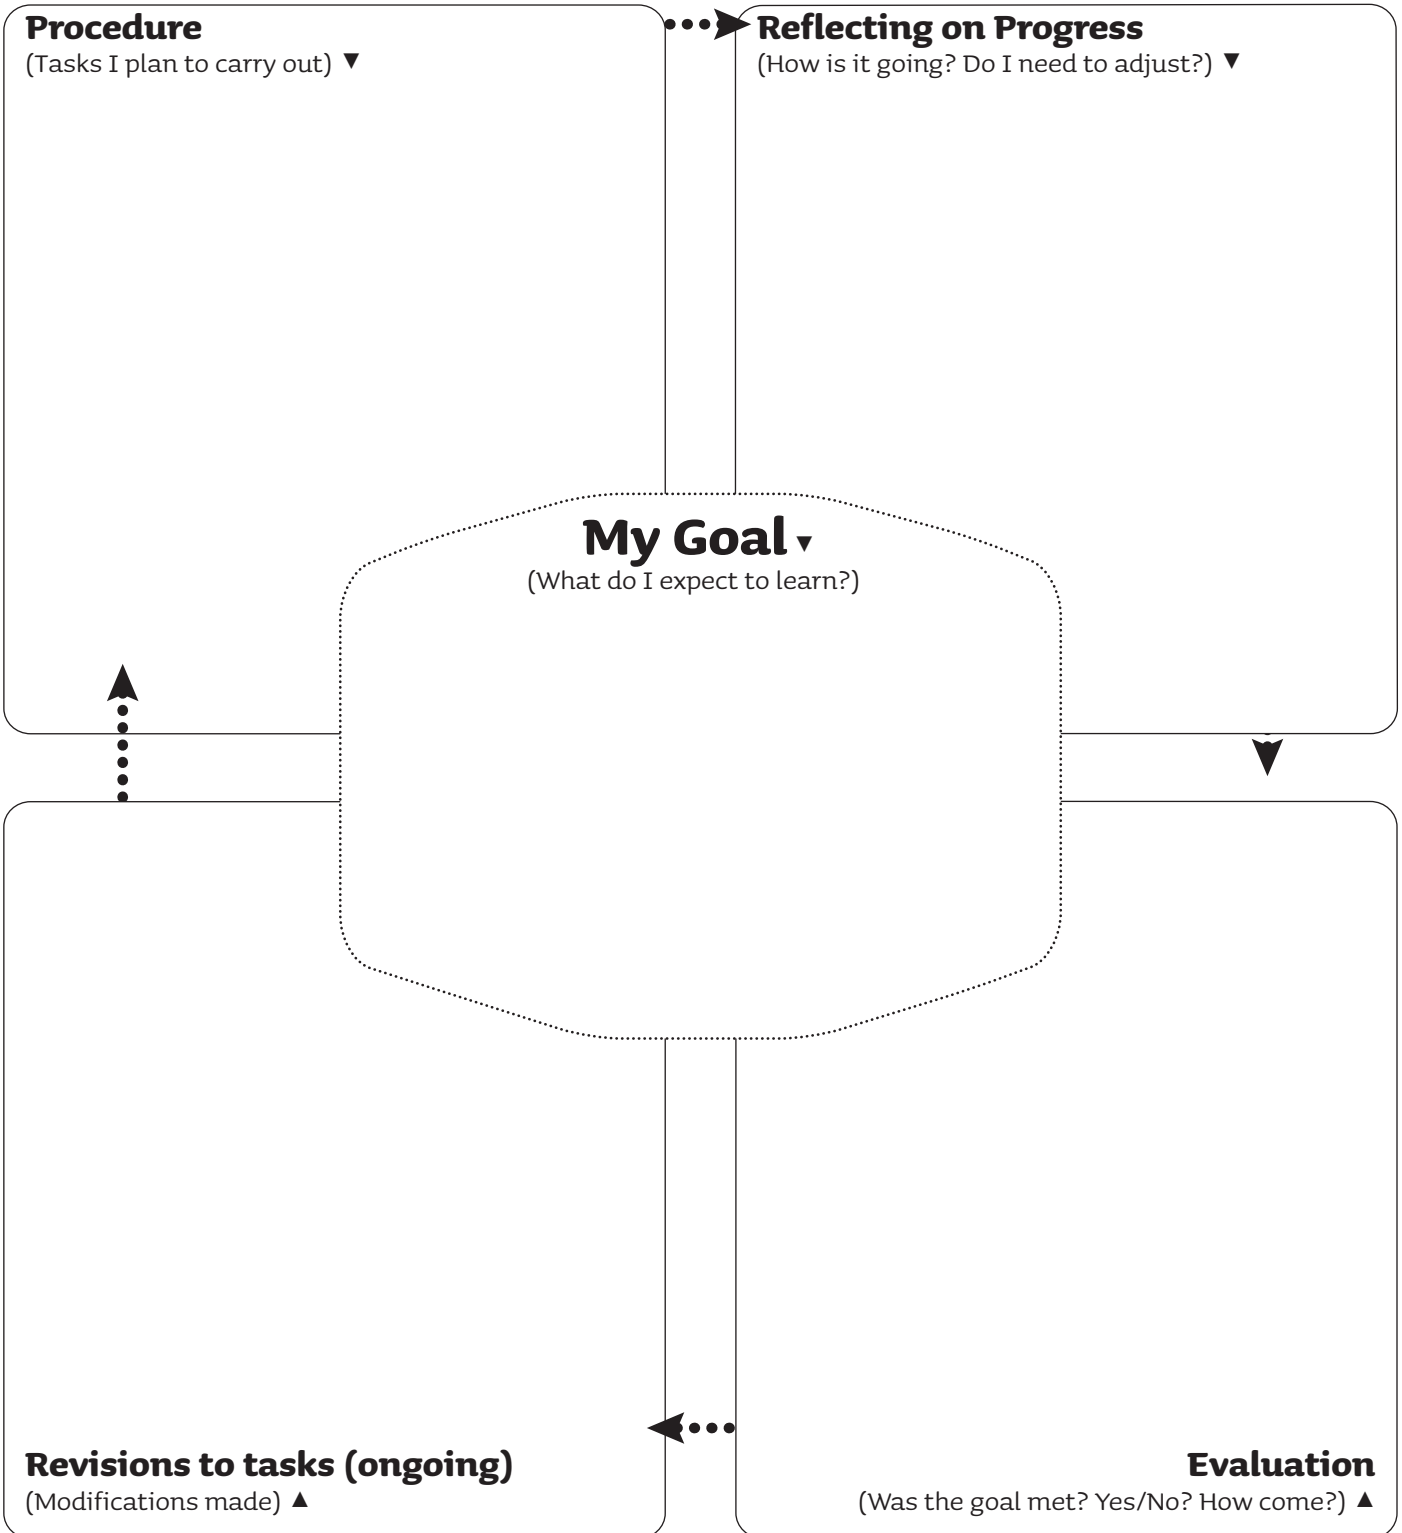 Procedure
(Tasks I plan to carry out) ▼
Reflecting on Progress
(How is it going? Do I need to adjust?) ▼
My Goal ▼
(What do I expect to learn?)
Revisions to tasks (ongoing)
(Modifications made) ▲
Evaluation
(Was the goal met? Yes/No? How come?) ▲